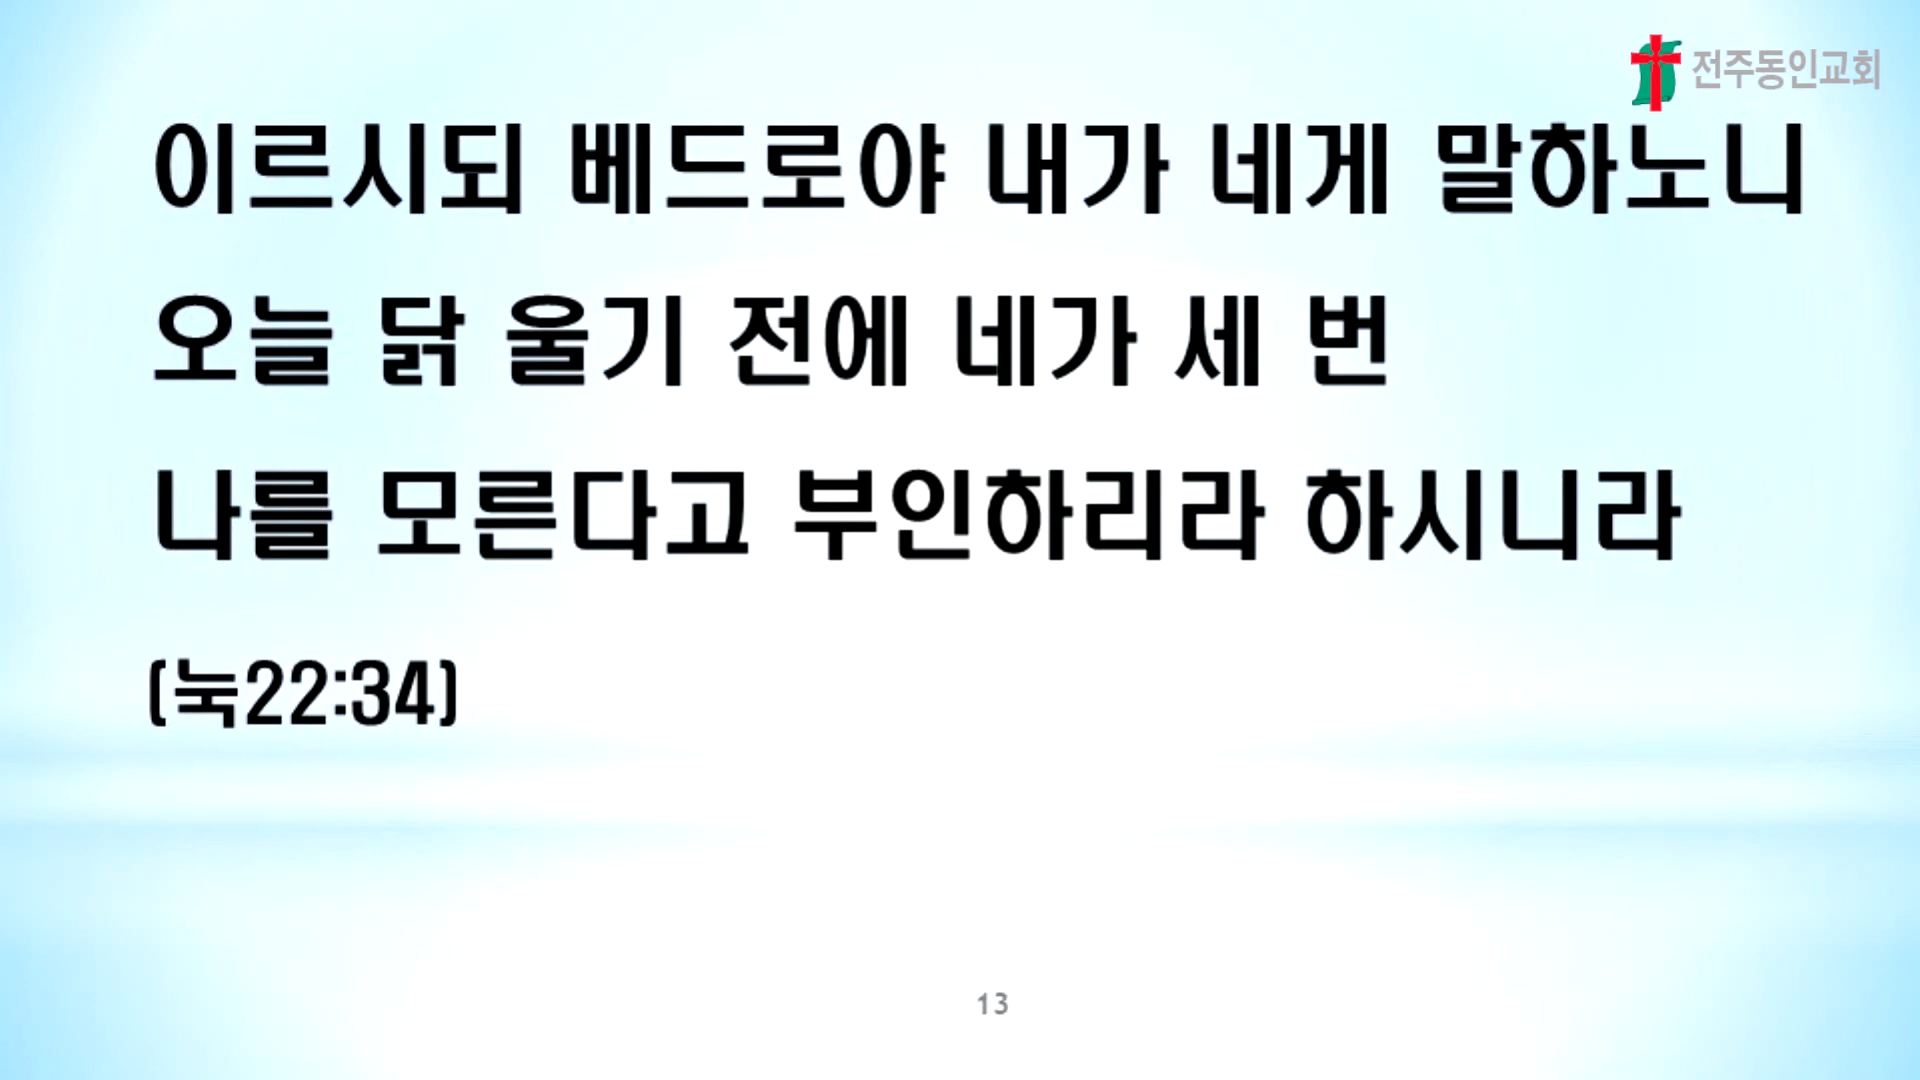 전주동인교회
이르시되 베드로야 내가 네게 말하노니
오늘 닭 울기 전에 네가 세 번
나를 모른다고 부인하리라 하시니라
(눅22:34)
13